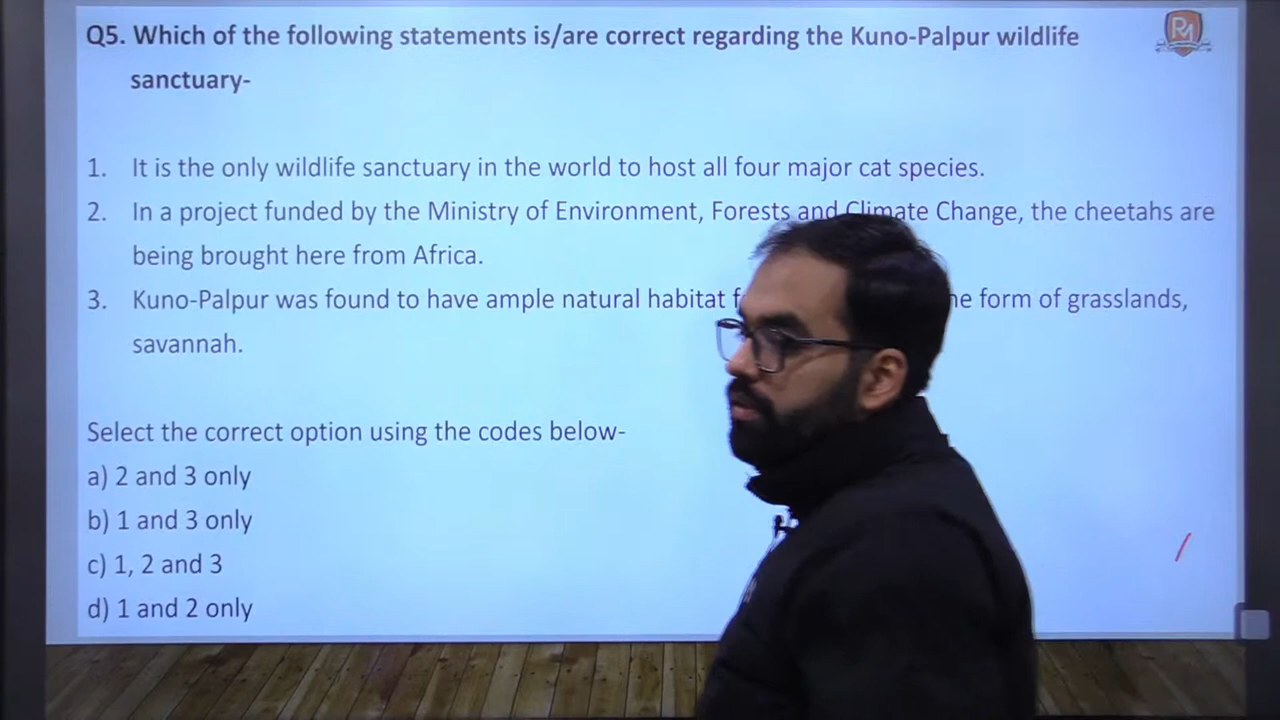 Q5. Which of the following statements is/are correct regarding the Kuno-Palpur wildlife
sanctuary-
1. It is the only wildlife sanctuary in the world to host all four major cat species.
2. In a project funded by the Ministry of Environment, Forests and Climate Change, the cheetahs are
being brought here from Africa.
3. Kuno-Palpur was found to have ample natural habitat form of grasslands,
savannah.
Select the correct option using the codes below-
a) 2 and 3 only
b) 1 and 3 only
c) 1, 2 and 3
d) 1 and 2 only